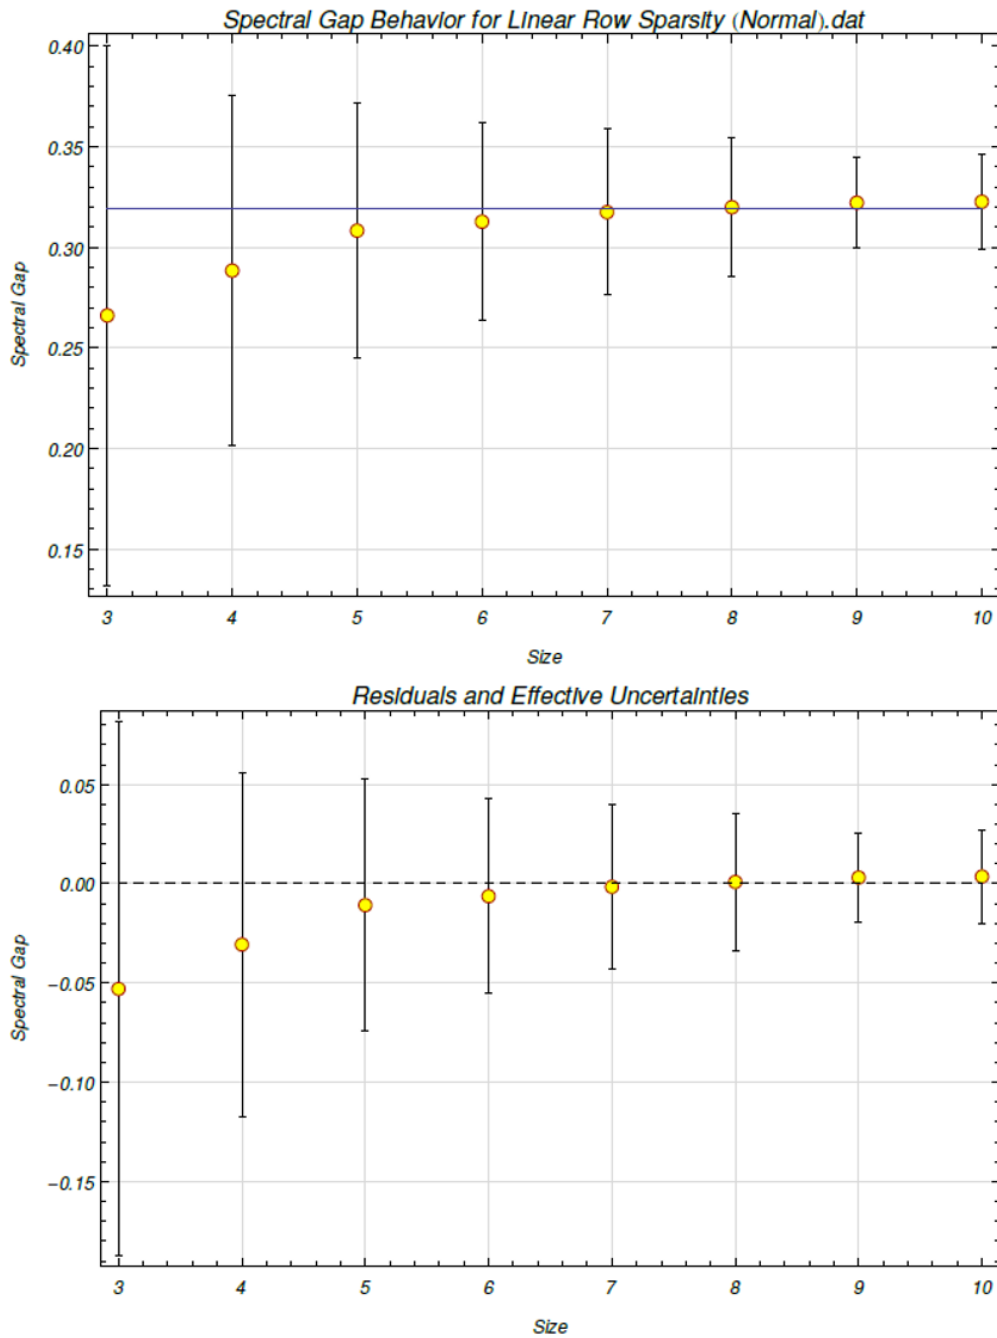 Spectral Gap Behavior for Linear Row Sparsity (Normal).dat
0.40
0.35
0.30
0.25
0.20
0.15
Spectral Gap
3 4 5 6 7 8 9 10
Size
Residuals and Effective Uncertainties
0.05
0.00
−0.05
−0.10
−0.15
Spectral Gap
3 4 5 6 7 8 9 10
Size